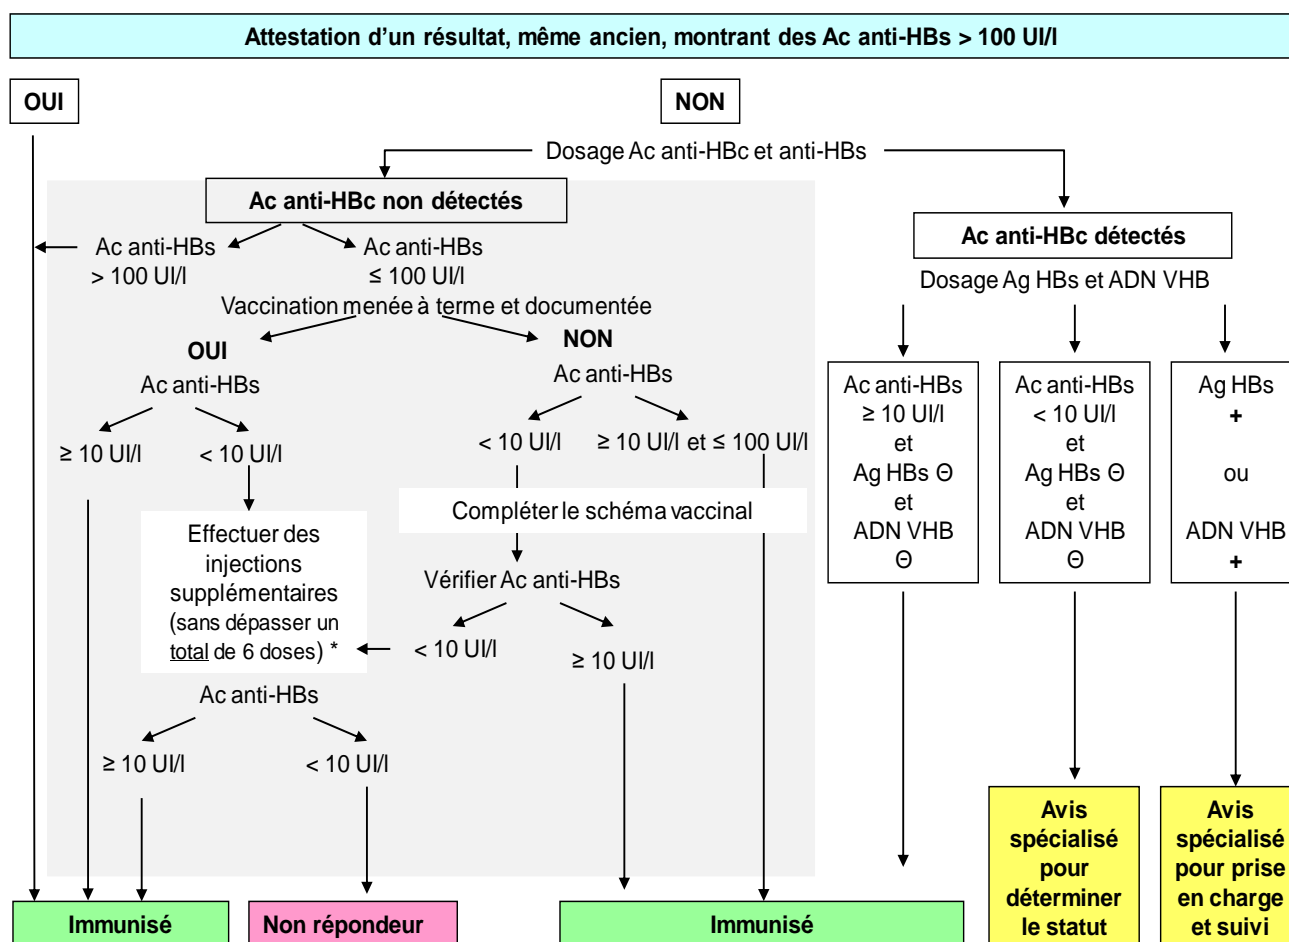 Attestation d’un résultat, même ancien, montrant des Ac anti-HBs > 100 UI/l
OUI
NON
Dosage Ac anti-HBc et anti-HBs
Ac anti-HBc non détectés
Ac anti-HBs
> 100 UI/l
Ac anti-HBs
≤ 100 UI/l
Vaccination menée à terme et documentée
OUI
Ac anti-HBs
≥ 10 UI/l
< 10 UI/l
Effectuer des
injections
supplémentaires
(sans dépasser un
total de 6 doses) *
Ac anti-HBs
≥ 10 UI/l
< 10 UI/l
NON
Ac anti-HBs
< 10 UI/l
≥ 10 UI/l et ≤ 100 UI/l
Compléter le schéma vaccinal
Vérifier Ac anti-HBs
< 10 UI/l
≥ 10 UI/l
Ac anti-HBc détectés
Dosage Ag HBs et ADN VHB
Ac anti-HBs
≥ 10 UI/l
et
Ag HBs Θ
et
ADN VHB
Θ
Ac anti-HBs
< 10 UI/l
et
Ag HBs Θ
et
ADN VHB
Θ
Ag HBs
+
ou
ADN VHB
+
Immunisé
Non répondeur
Immunisé
Avis
spécialisé
pour
déterminer
le statut
Avis
spécialisé
pour prise
en charge
et suivi